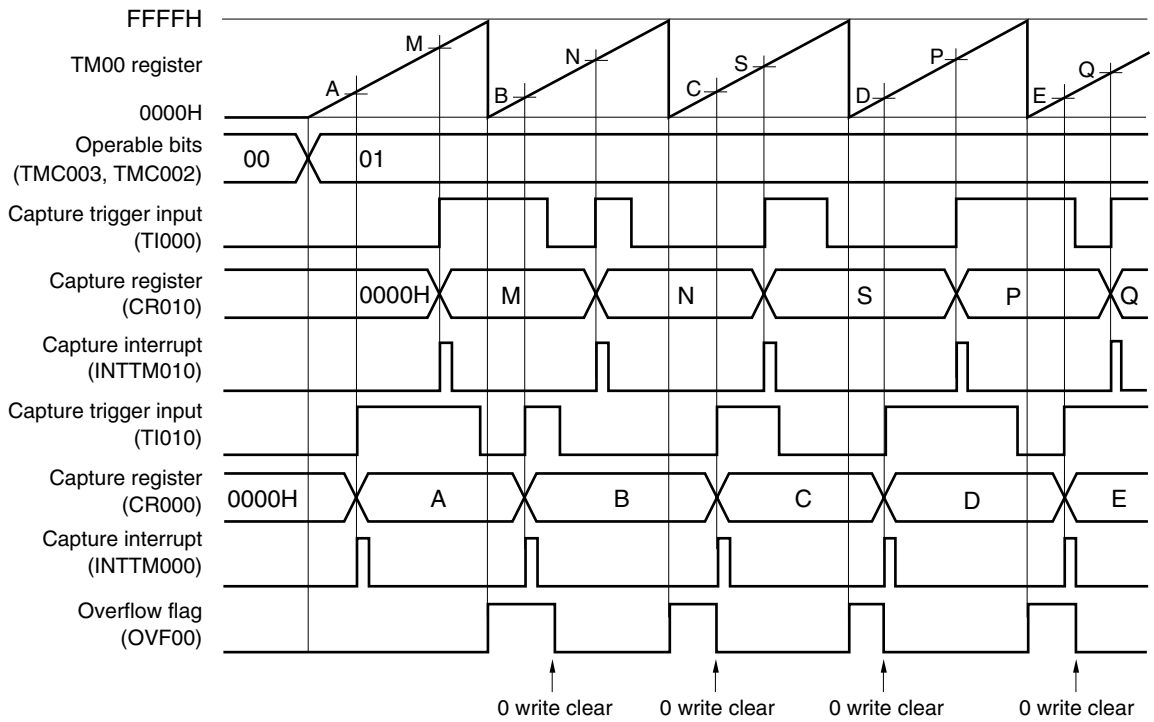 FFFFH
TM00 register
0000H
A
M
B
N
C
S
D
P
E
Q
Operable bits
(TMC003, TMC002)
00
01
Capture trigger input
(TI000)
Capture register
(CR010)
0000H
M
N
S
P
Q
Capture interrupt
(INTTM010)
Capture trigger input
(TI010)
Capture register
(CR000)
0000H
A
B
C
D
E
Capture interrupt
(INTTM000)
Overflow flag
(OVF00)
0 write clear
0 write clear
0 write clear
0 write clear